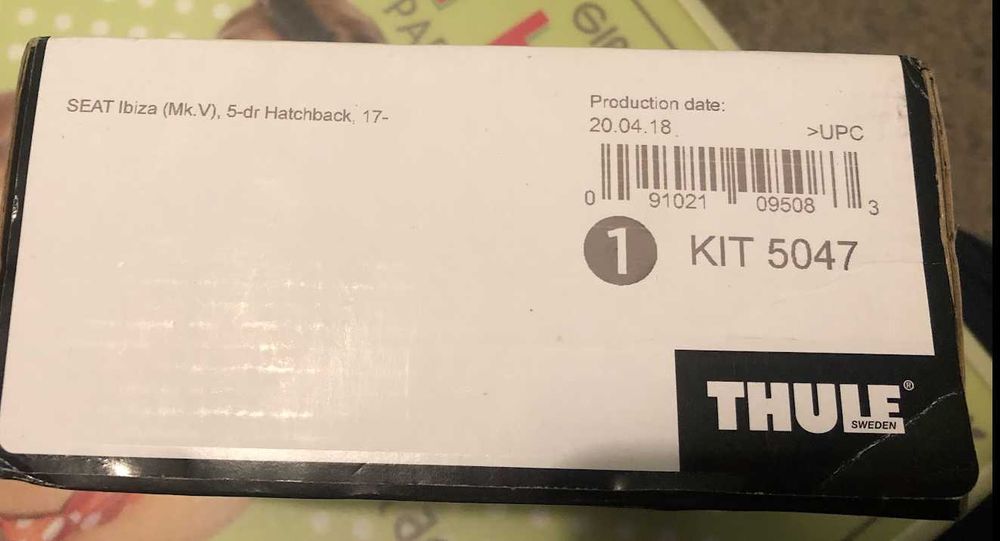 SEAT Ibiza (Mk.V), 5-dr Hatchback, 17-
Production date:
20.04.18
>UPC
0 91021 09508 3
1 KIT 5047
THULE®
SWEDEN